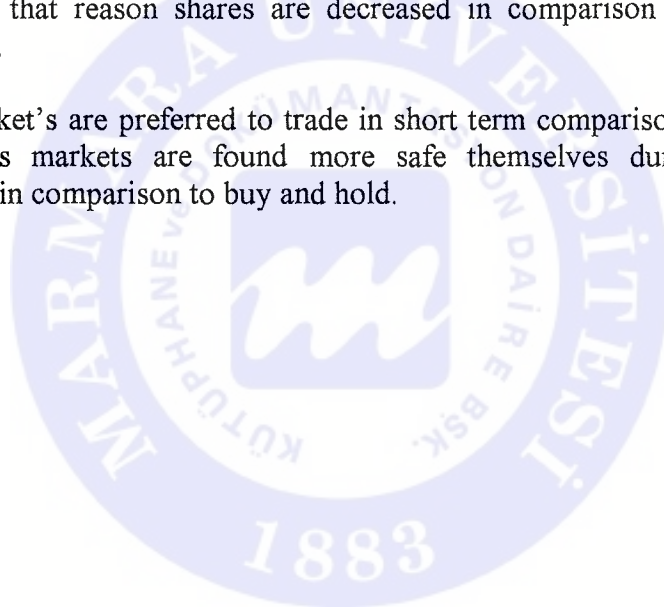 that reason shares are decreased in comparison
ket's are preferred to trade in short term comparison
s markets are found more safe themselves du
in comparison to buy and hold.
MARMARA ÜNİVERSİTESİ
KÜTÜPHANE ve DOKÜMANTASYON DAİRE BŞK.
1883